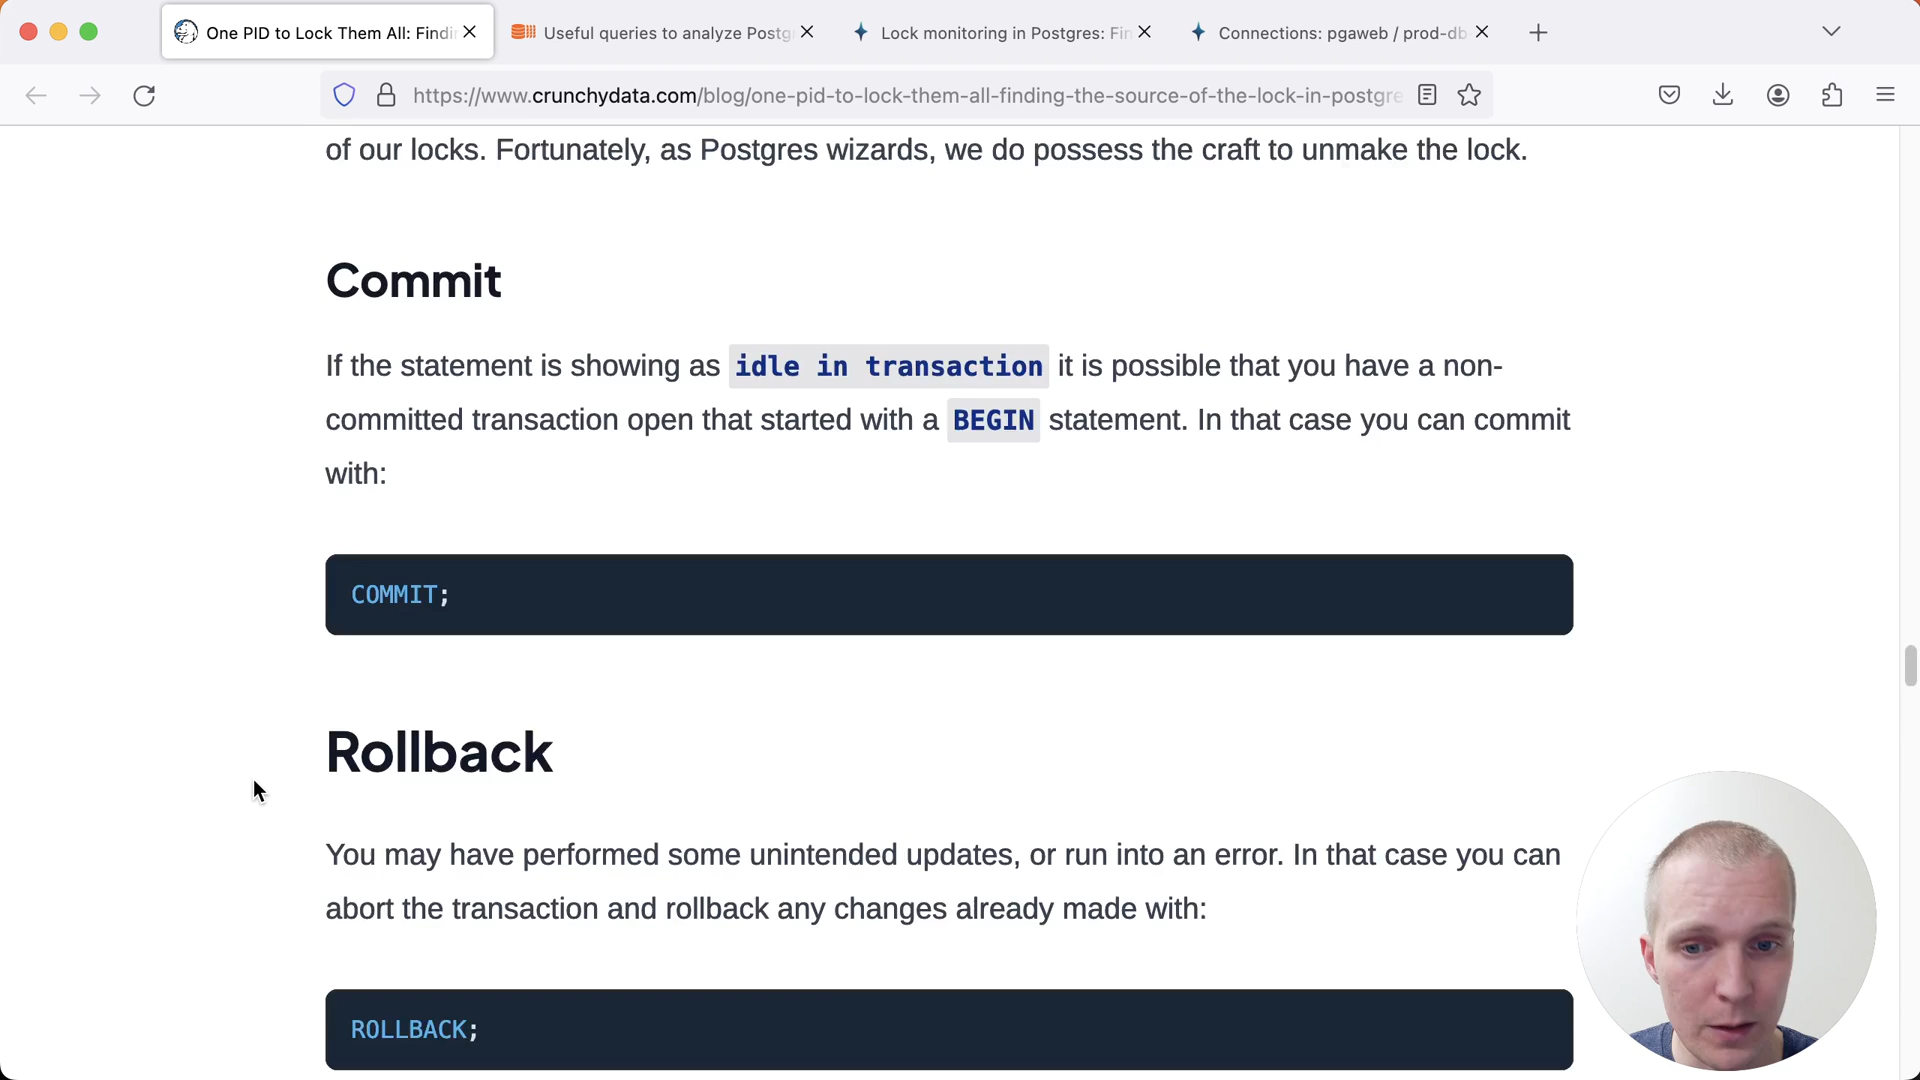 One PID to Lock Them All: Findi
Useful queries to analyze Postg
Lock monitoring in Postgres: Fin
Connections: pgaweb / prod-db
https://www.crunchydata.com/blog/one-pid-to-lock-them-all-finding-the-source-of-the-lock-in-postgre
of our locks. Fortunately, as Postgres wizards, we do possess the craft to unmake the lock.
Commit
If the statement is showing as idle in transaction it is possible that you have a non-
committed transaction open that started with a BEGIN statement. In that case you can commit
with:
COMMIT;
Rollback
You may have performed some unintended updates, or run into an error. In that case you can
abort the transaction and rollback any changes already made with:
ROLLBACK;